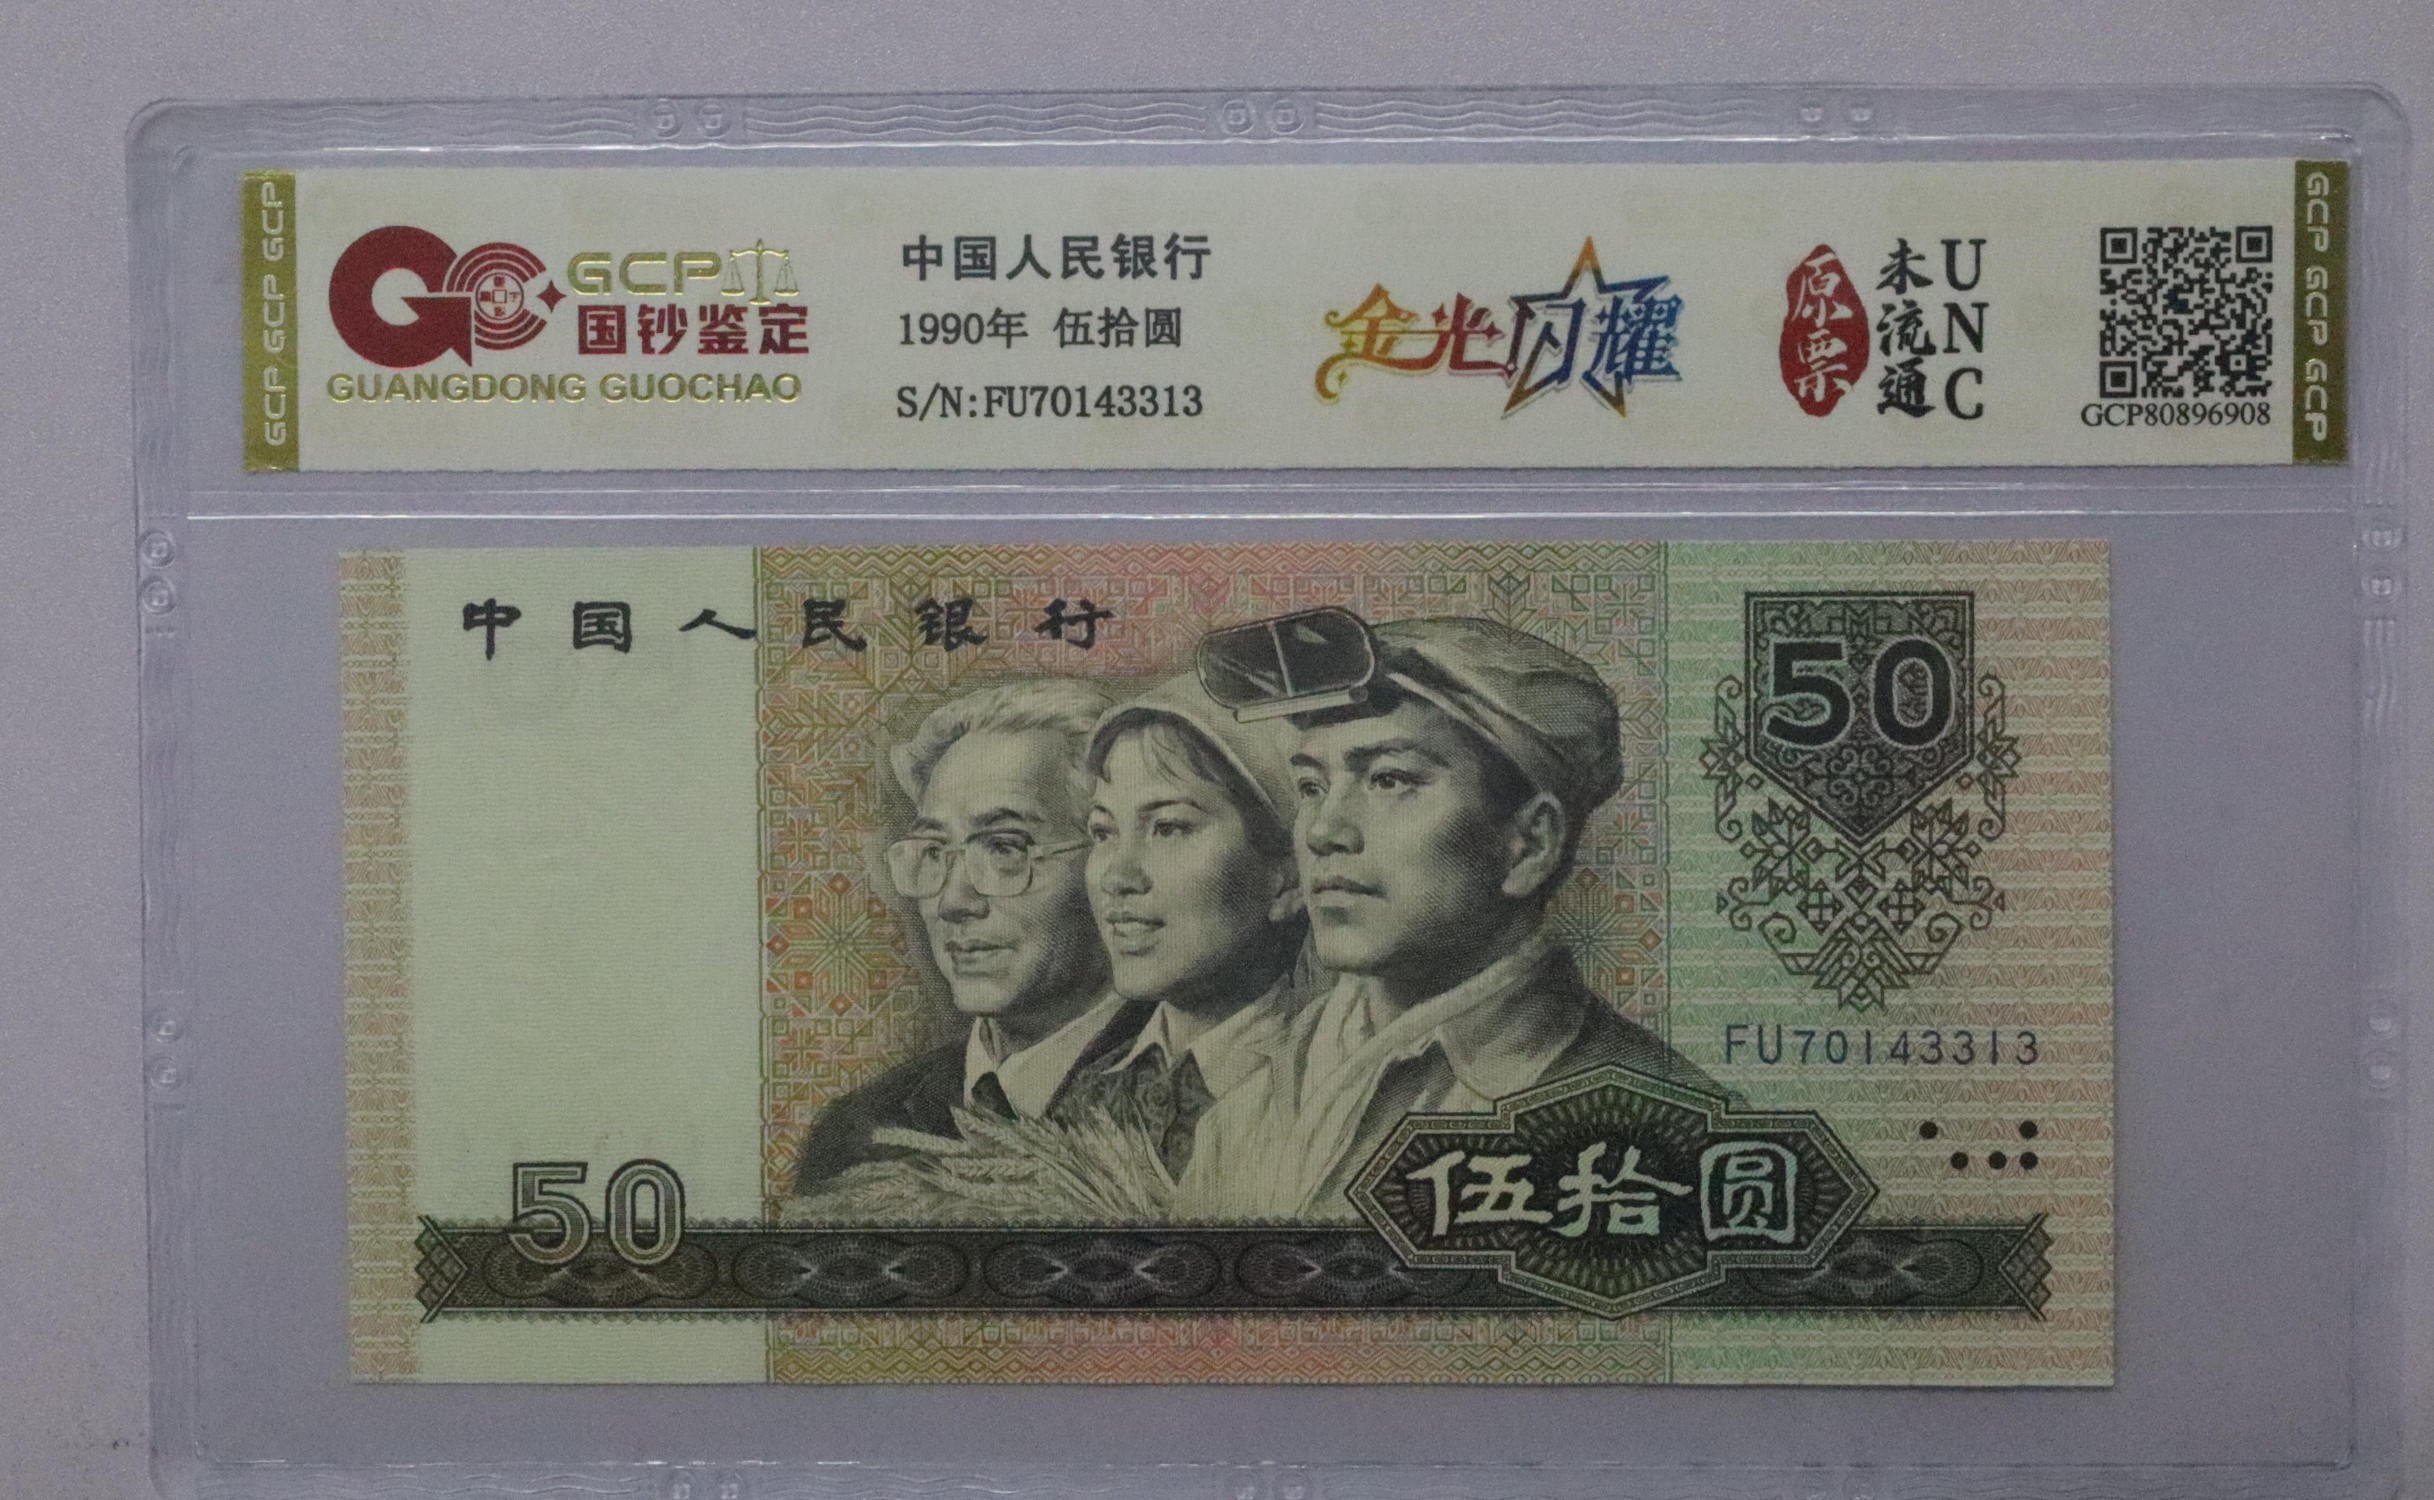 GCP GCP GCP
GCP
国钞鉴定
GUANGDONG GUOCHAO
中国人民银行
1990年 伍拾圆
S/N:FU70143313
金光闪耀
原票
未流通
UNC
GCP80896908
GCP GCP GCP
中国人民银行
50
FU70143313
50
伍拾圆